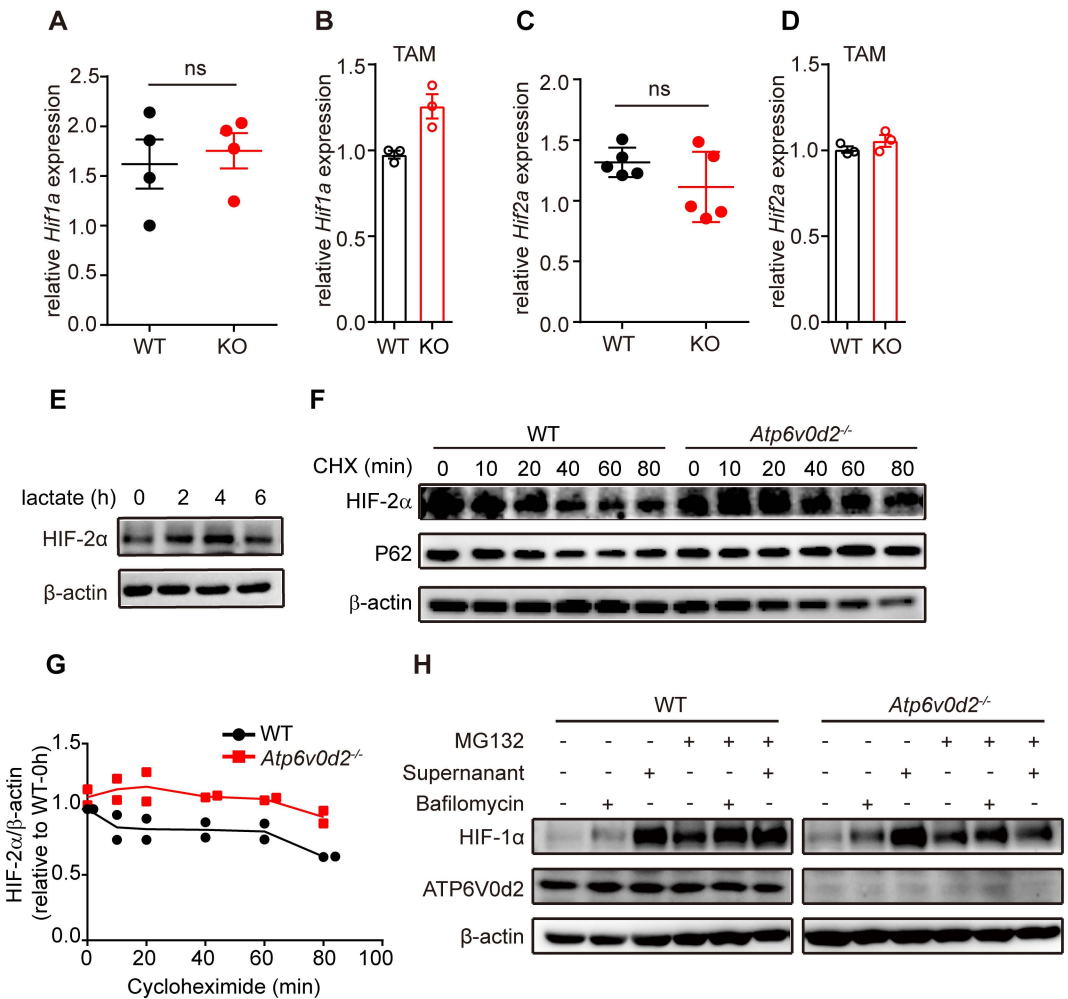 A
relative Hif1a expression
2.5
2.0
1.5
1.0
0.5
0.0
ns
WT
KO
B
TAM
relative Hif1a expression
1.5
1.0
0.5
0.0
WT
KO
C
relative Hif2a expression
2.0
1.5
1.0
0.5
0.0
ns
WT
KO
D
TAM
relative Hif2a expression
1.5
1.0
0.5
0.0
WT
KO
E
lactate (h) 0 2 4 6
HIF-2α
β-actin
F
WT Atp6v0d2-/-
CHX (min) 0 10 20 40 60 80 0 10 20 40 60 80
HIF-2α
P62
β-actin
G
HIF-2α/β-actin
(relative to WT-0h)
1.5
1.0
0.5
0.0
WT
Atp6v0d2-/-
0 20 40 60 80 100
Cycloheximide (min)
H
WT Atp6v0d2-/-
MG132 - - - + + + - - - + + +
Supernanant - - + - - + - - + - - +
Bafilomycin - + - - + - - + - - + -
HIF-1α
ATP6V0d2
β-actin